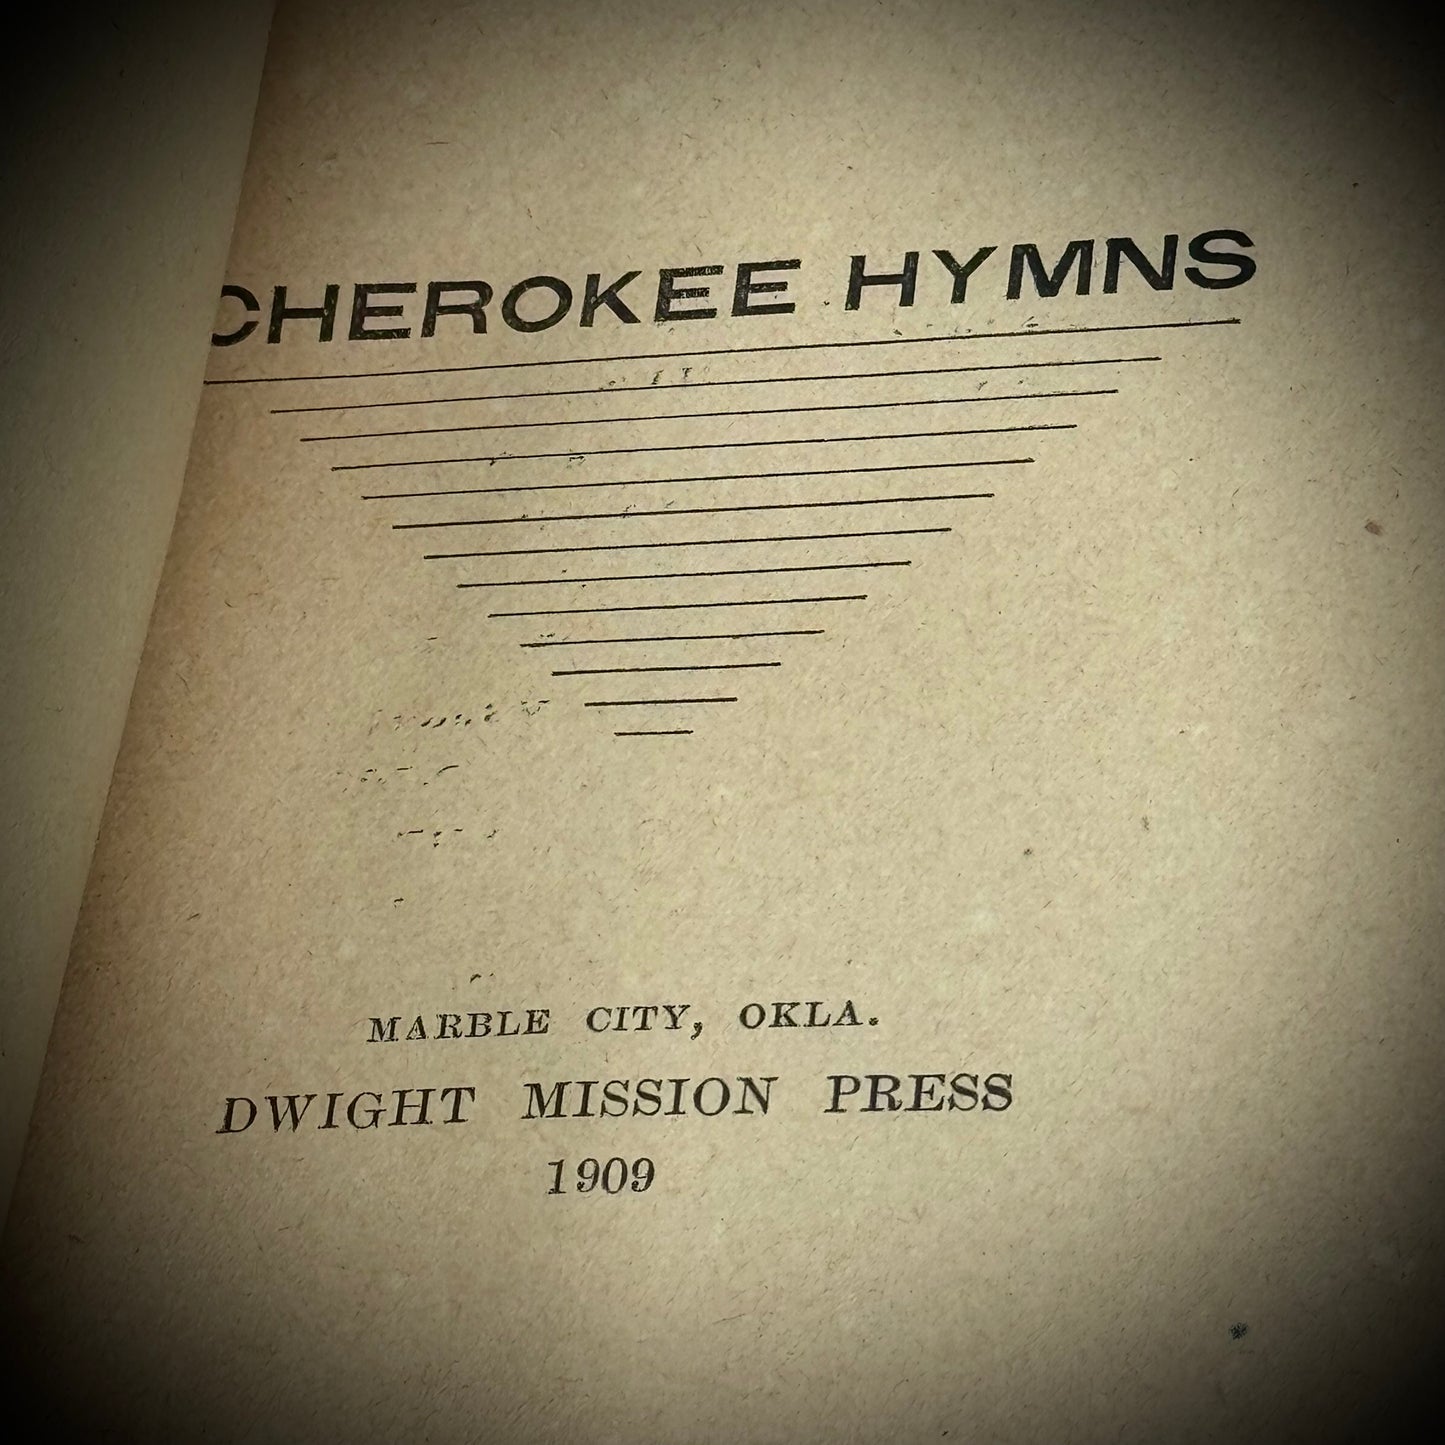 CHEROKEE HYMNS
MARBLE CITY, OKLA.
DWIGHT MISSION PRESS
1909